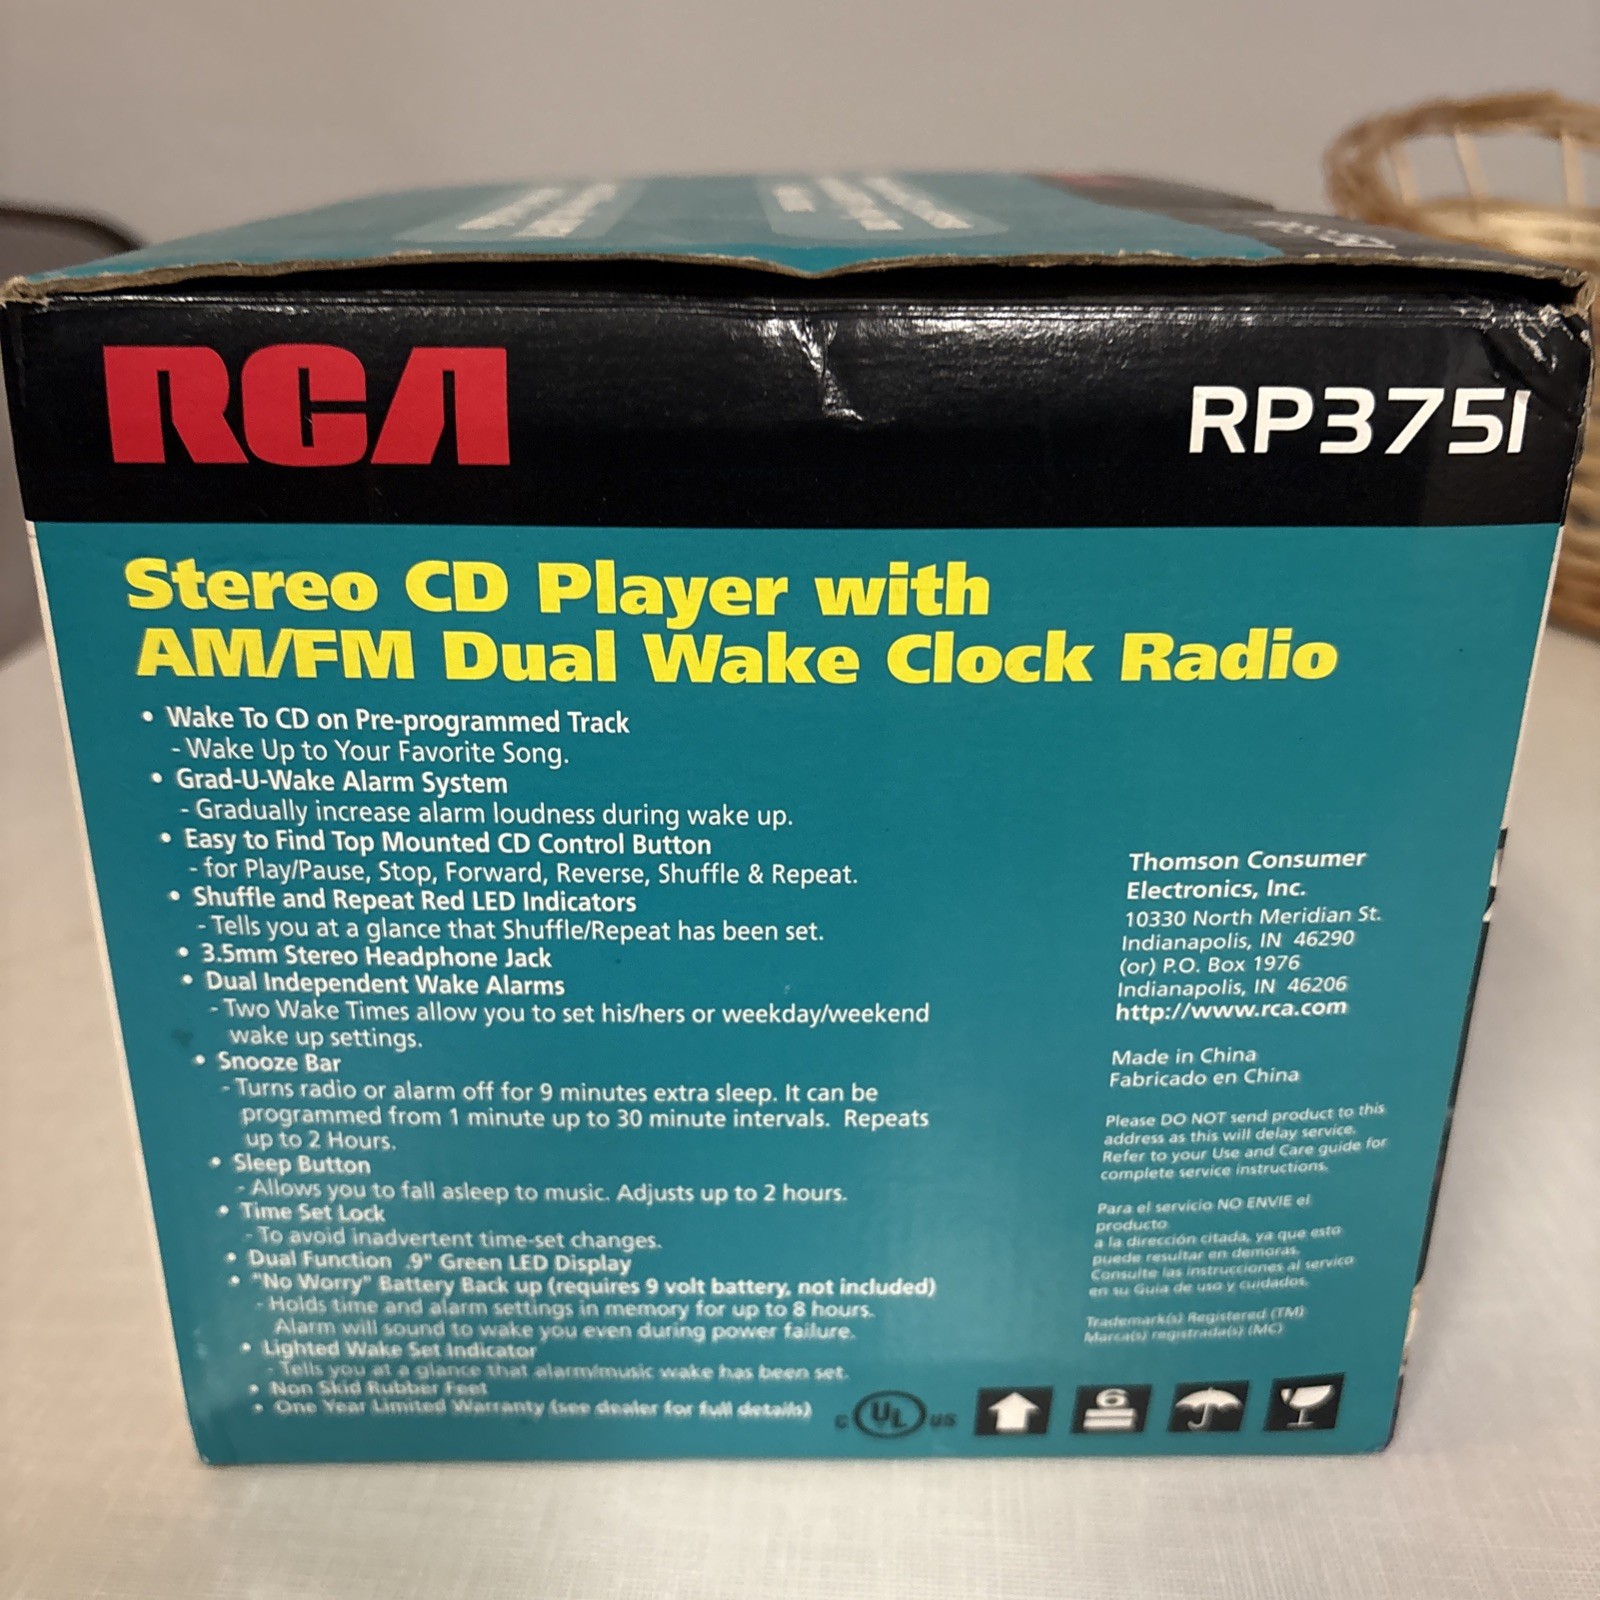 RCA
RP3751
Stereo CD Player with
AM/FM Dual Wake Clock Radio
• Wake To CD on Pre-programmed Track
- Wake Up to Your Favorite Song.
• Grad-U-Wake Alarm System
- Gradually increase alarm loudness during wake up.
• Easy to Find Top Mounted CD Control Button
- for Play/Pause, Stop, Forward, Reverse, Shuffle & Repeat.
• Shuffle and Repeat Red LED Indicators
- Tells you at a glance that Shuffle/Repeat has been set.
• 3.5mm Stereo Headphone Jack
• Dual Independent Wake Alarms
- Two Wake Times allow you to set his/hers or weekday/weekend
wake up settings.
• Snooze Bar
- Turns radio or alarm off for 9 minutes extra sleep. It can be
programmed from 1 minute up to 30 minute intervals. Repeats
up to 2 Hours.
• Sleep Button
- Allows you to fall asleep to music. Adjusts up to 2 hours.
• Time Set Lock
- To avoid inadvertent time-set changes.
• Dual Function .9" Green LED Display
• "No Worry" Battery Back up (requires 9 volt battery, not included)
- Holds time and alarm settings in memory for up to 8 hours.
Alarm will sound to wake you even during power failure.
• Lighted Wake Set Indicator
- Tells you at a glance that alarm/music wake has been set.
• Non Skid Rubber Feet
• One Year Limited Warranty (see dealer for full details)
Thomson Consumer
Electronics, Inc.
10330 North Meridian St.
Indianapolis, IN 46290
(or) P.O. Box 1976
Indianapolis, IN 46206
http://www.rca.com
Made in China
Fabricado en China
Please DO NOT send product to this
address as this will delay service.
Refer to your Use and Care guide for
complete service instructions.
Para el servicio NO ENVIE el
producto
a la dirección citada, ya que esto
puede resultar en demoras.
Consulte las instrucciones al servico
en su Guia de uso y cuidados.
Trademark(s) Registered (TM)
Marca(s) registrada(s) (MC)
C UL US
6